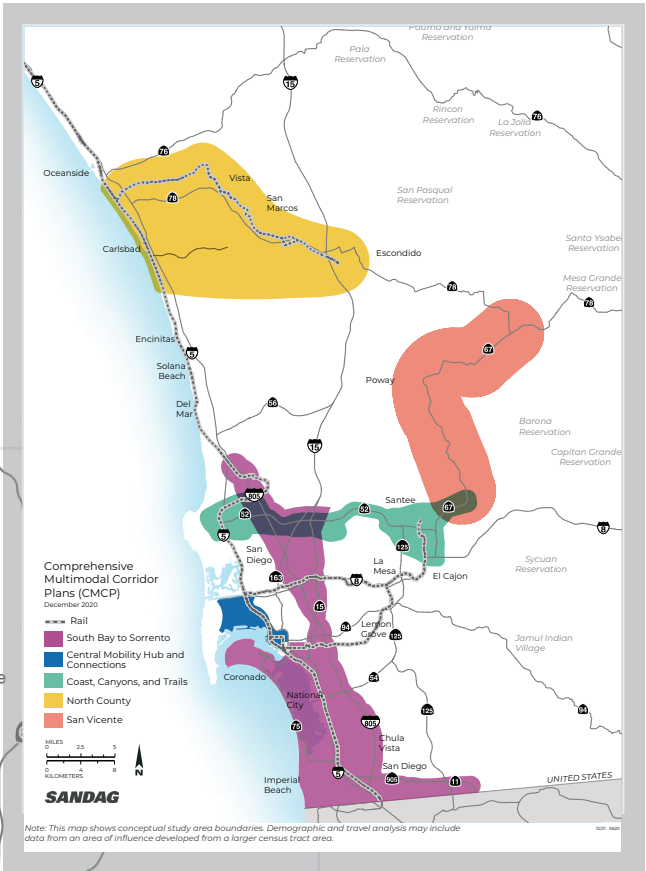 Pauma and Yuima
Reservation
Pala
Reservation
5
15
Rincon
Reservation
La Jolla
Reservation
76
76
Oceanside
Vista
78
San
Marcos
San Pasqual
Reservation
Carlsbad
Escondido
Santa Ysabel
Reservation
Mesa Grande
Reservation
78
78
Encinitas
5
Solana
Beach
67
Poway
Del
Mar
56
Barona
Reservation
15
Capitan Grande
Reservation
805
Santee
52
52
67
5
125
8
San
Diego
La
Mesa
El Cajon
Sycuan
Reservation
163
8
15
94
Lemon
Grove
125
Jamul Indian
Village
Coronado
54
National
City
125
94
75
805
Chula
Vista
San Diego
5
905
11
Imperial
Beach
UNITED STATES
Comprehensive
Multimodal Corridor
Plans (CMCP)
December 2020
Rail
South Bay to Sorrento
Central Mobility Hub and
Connections
Coast, Canyons, and Trails
North County
San Vicente
MILES
0 2.5 5
0 4 8
KILOMETERS
N
SANDAG
Note: This map shows conceptual study area boundaries. Demographic and travel analysis may include
data from an area of influence developed from a larger census tract area.